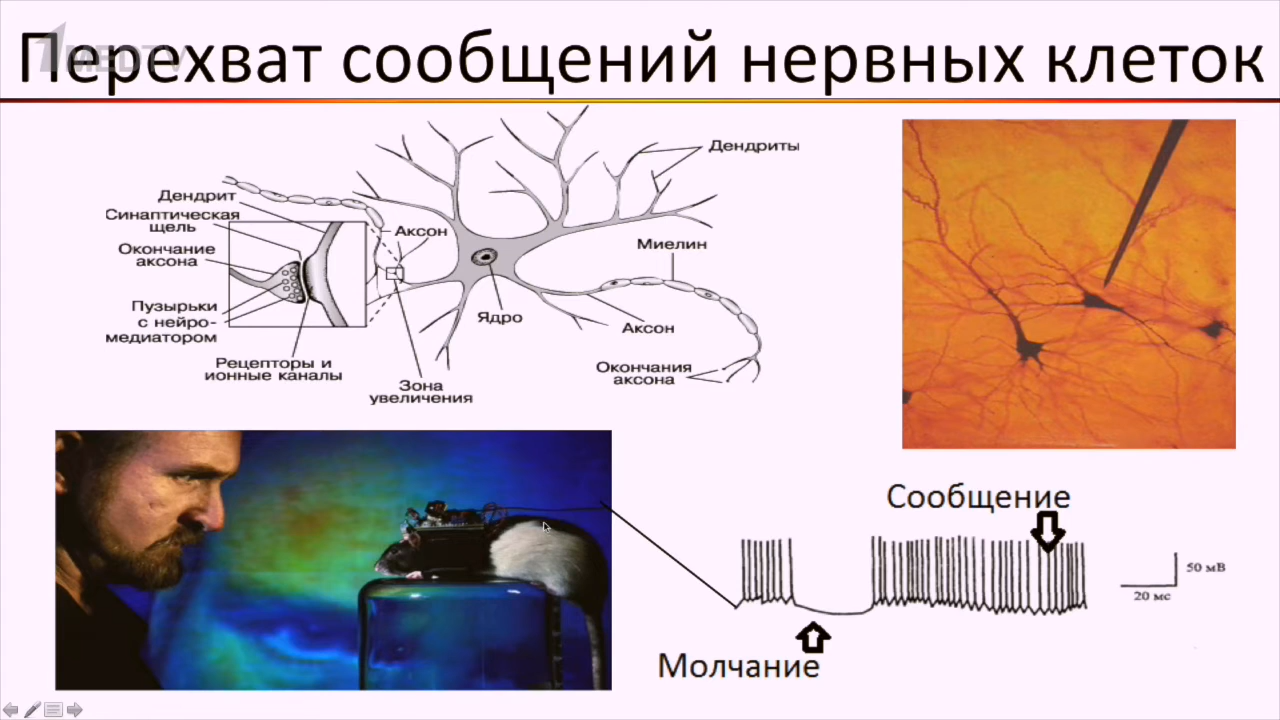 Перехват сообщений нервных клеток
1MEDTV
Дендриты
Дендрит
Синаптическая
щель
Аксон
Окончание
аксона
Миелин
Пузырьки
с нейро-
медиатором
Ядро
Аксон
Рецепторы и
ионные каналы
Окончания
аксона
Зона
увеличения
Сообщение
50 мВ
20 мс
Молчание